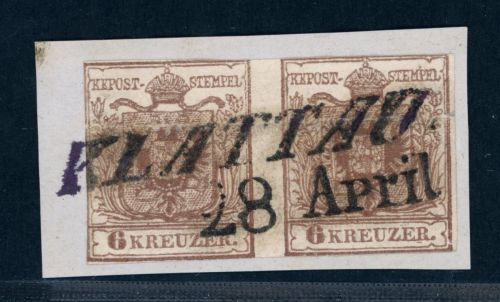 KKPOST-STEMPEL KKPOST-STEMPEL
KLATTAU.
28 April
6 KREUZER. 6 KREUZER.